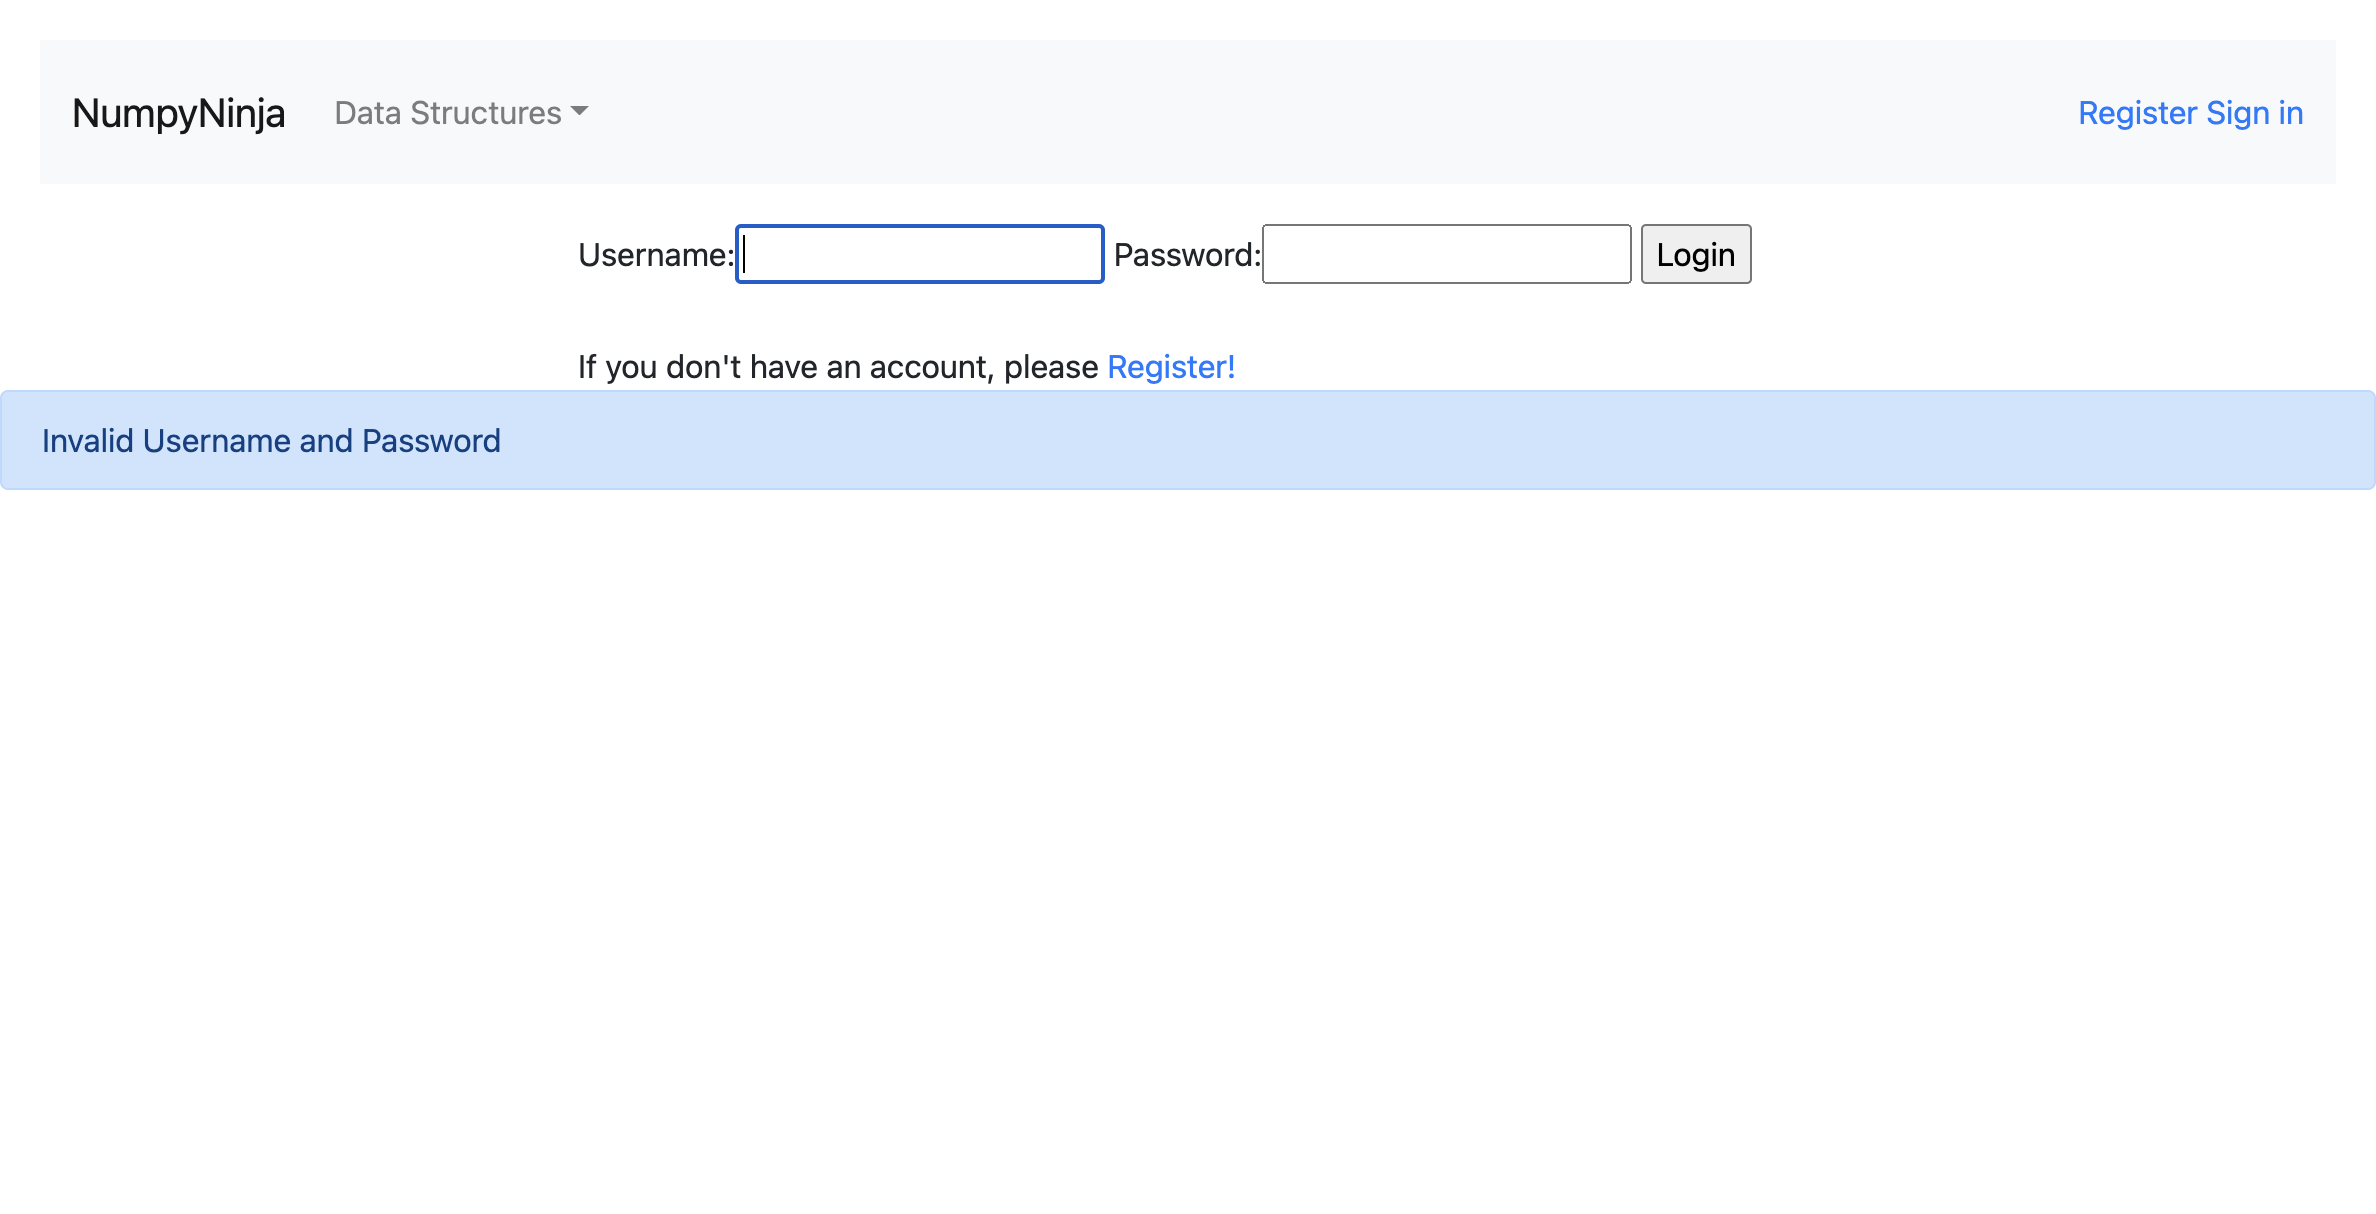 NumpyNinja Data Structures Register Sign in
Username: Password: Login
If you don't have an account, please Register!
Invalid Username and Password